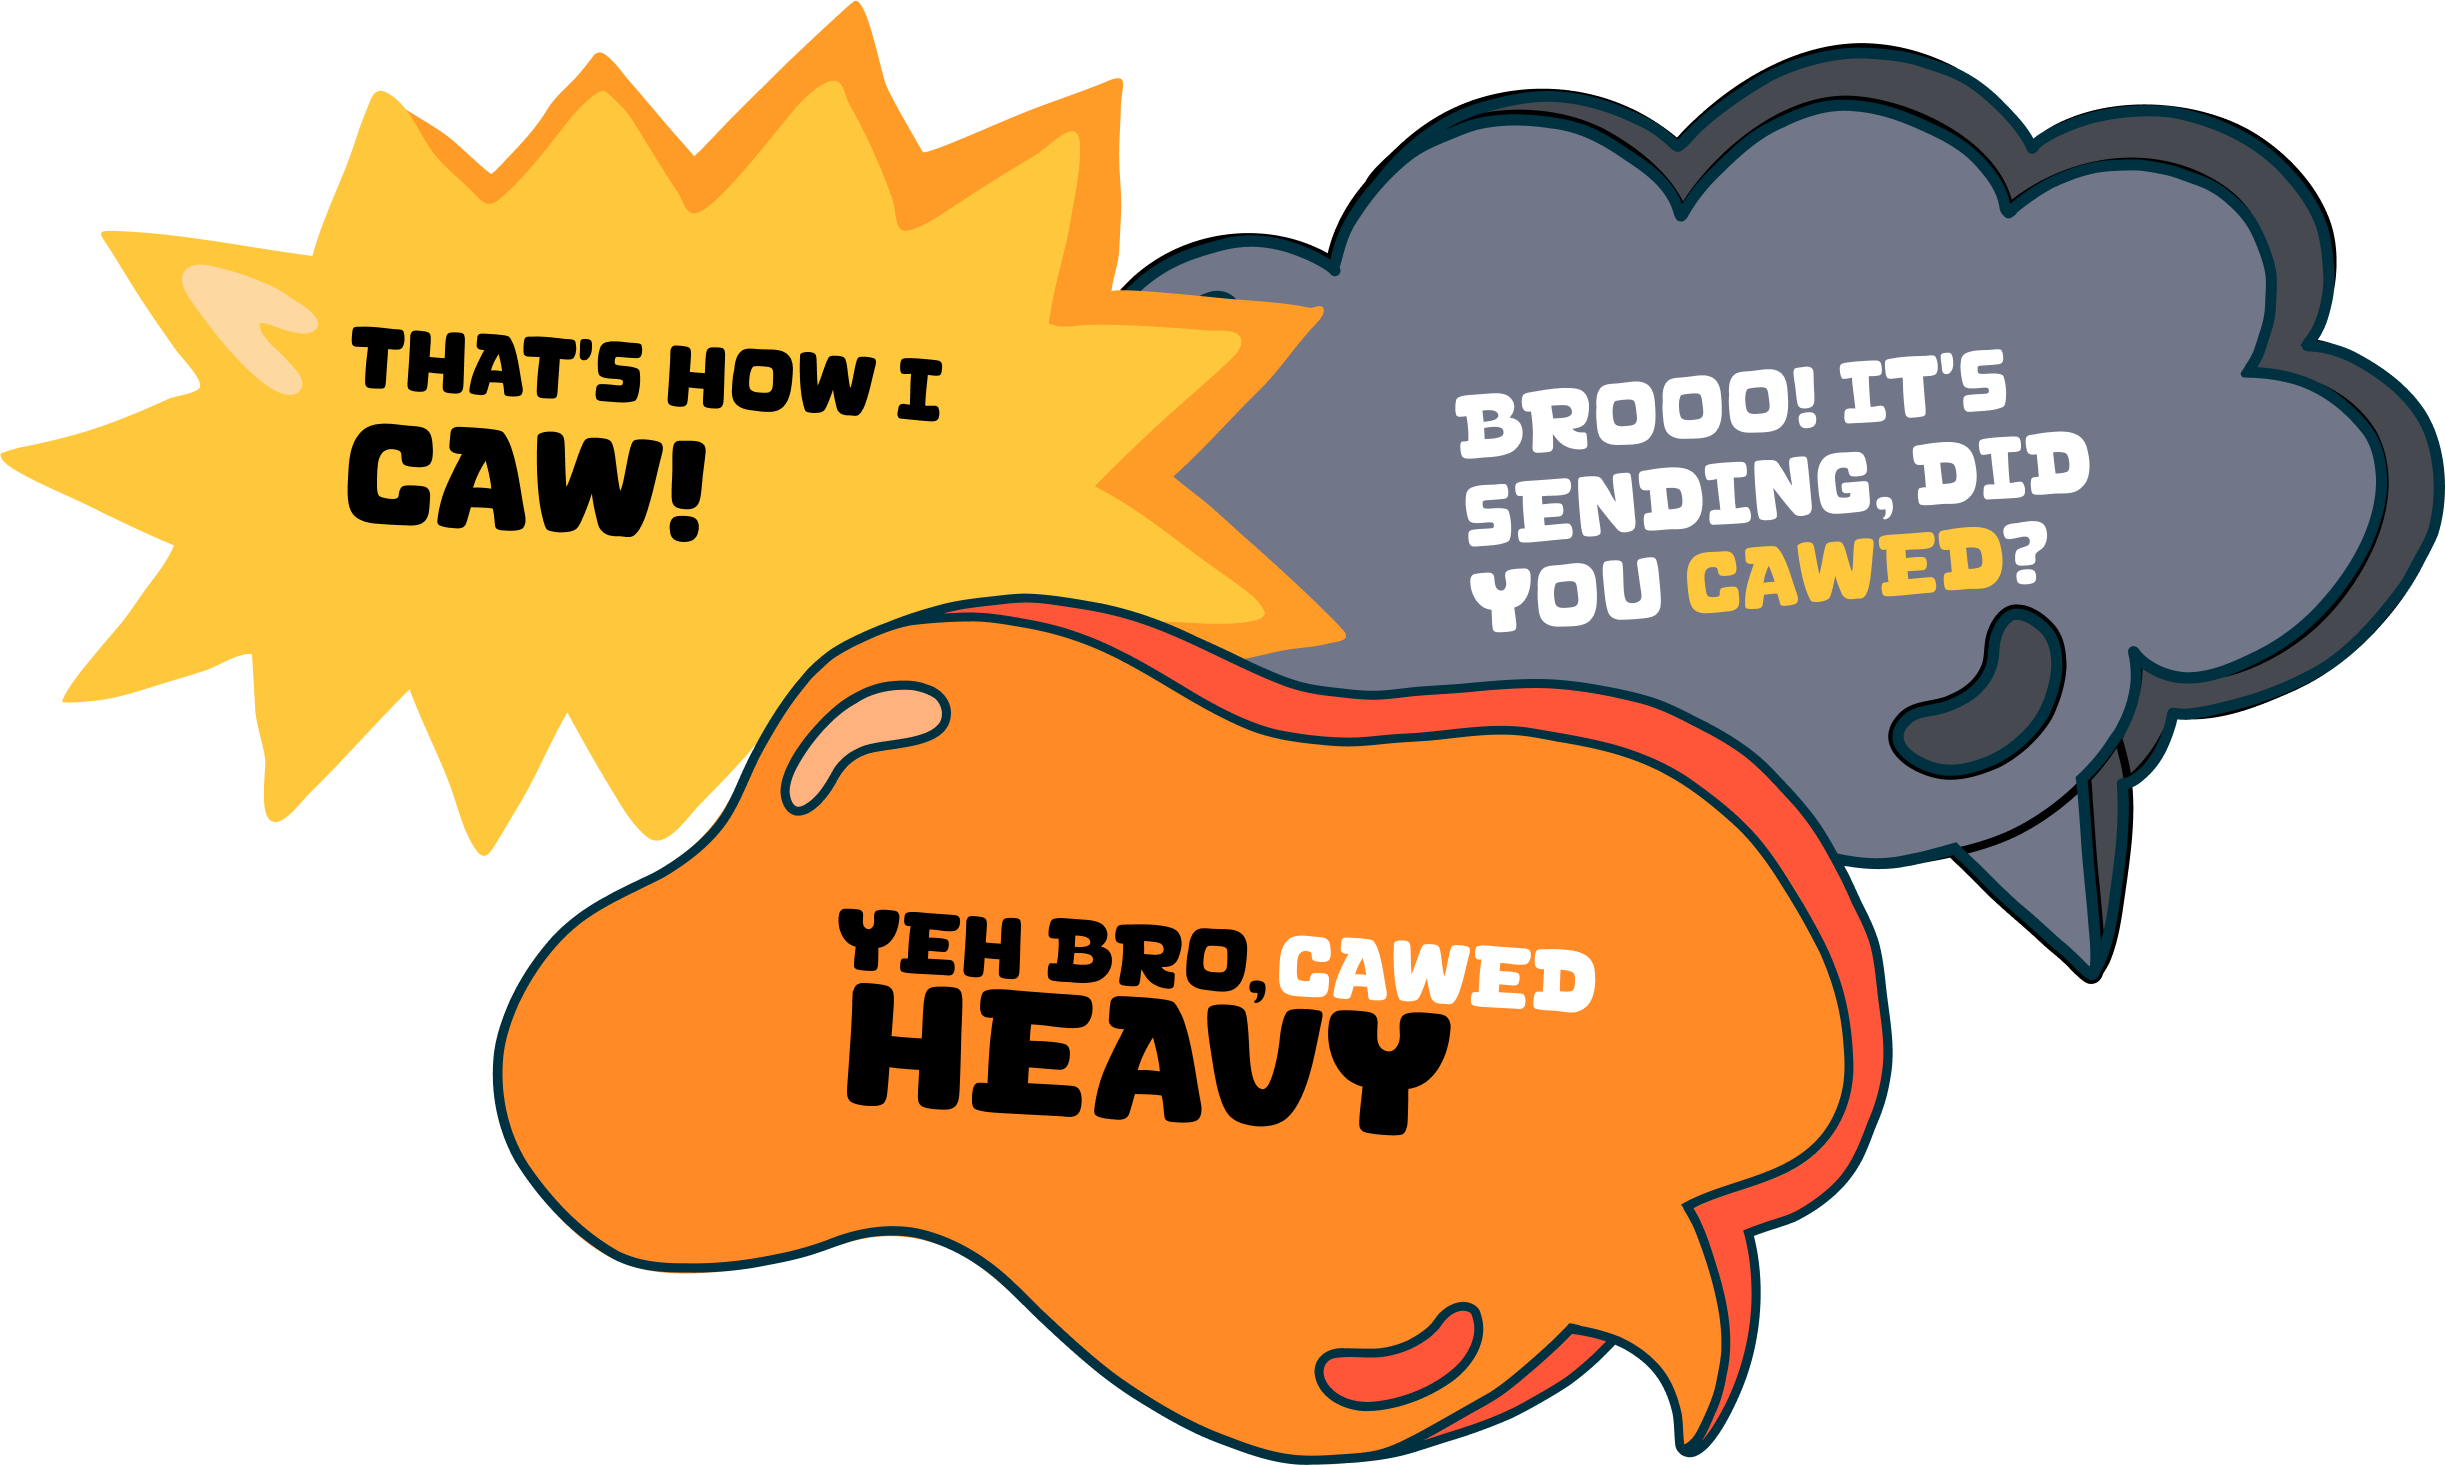 THAT'S HOW I
CAW!
BROOO! IT'S
SENDING, DID
YOU CAWED?
YEH BRO, CAWED
HEAVY